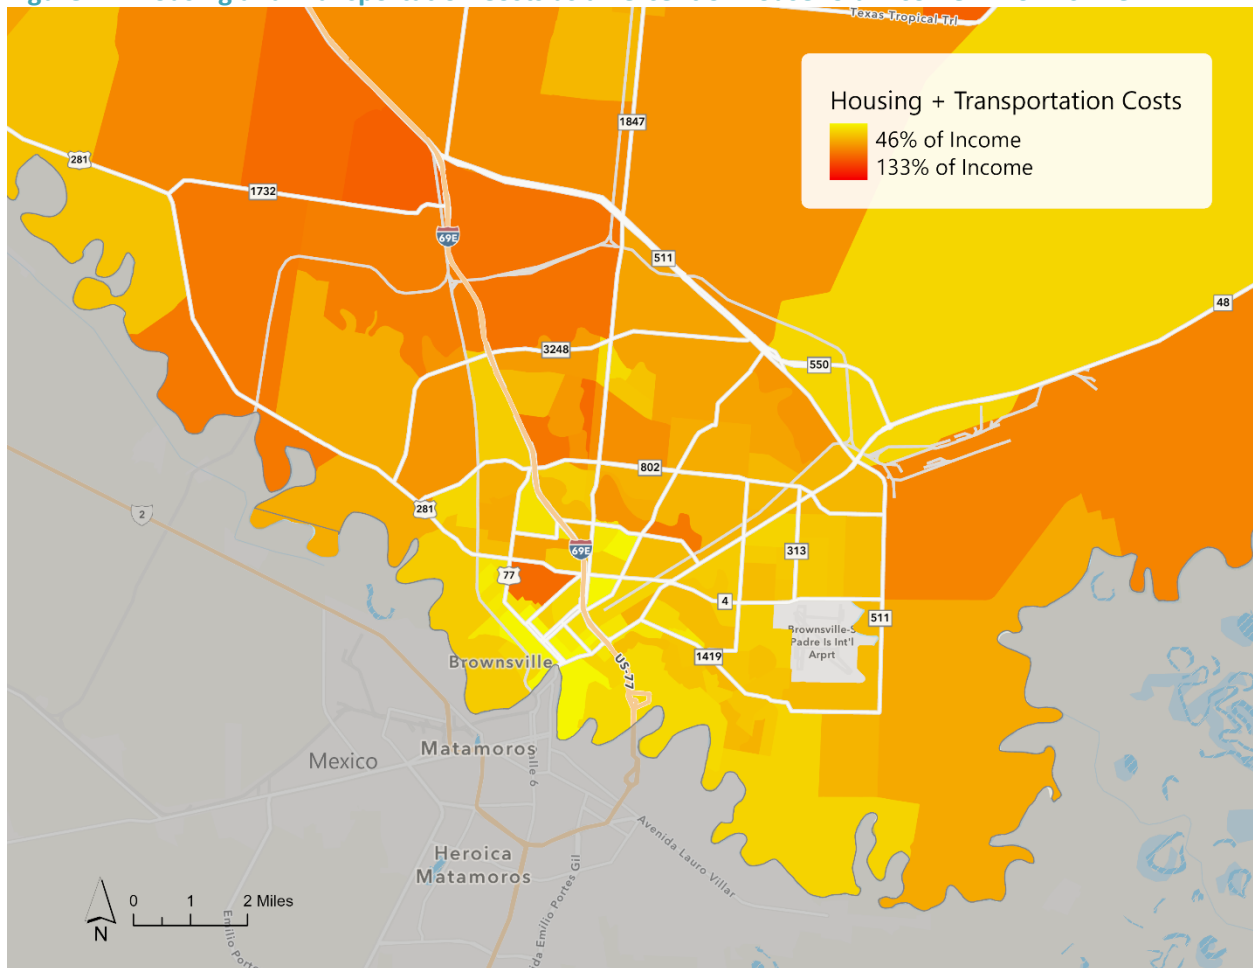 Texas Tropical Trl
Housing + Transportation Costs
46% of Income
133% of Income
1847
281
1732
69E
511
48
3248
550
802
281
2
69E
313
77
4
511
Brownsville-S
Padre Is Int'l
Arprt
Brownsville
US-77
1419
Matamoros
Mexico
Avenida Lauro Villar
Heroica
Matamoros
0 1 2 Miles
N